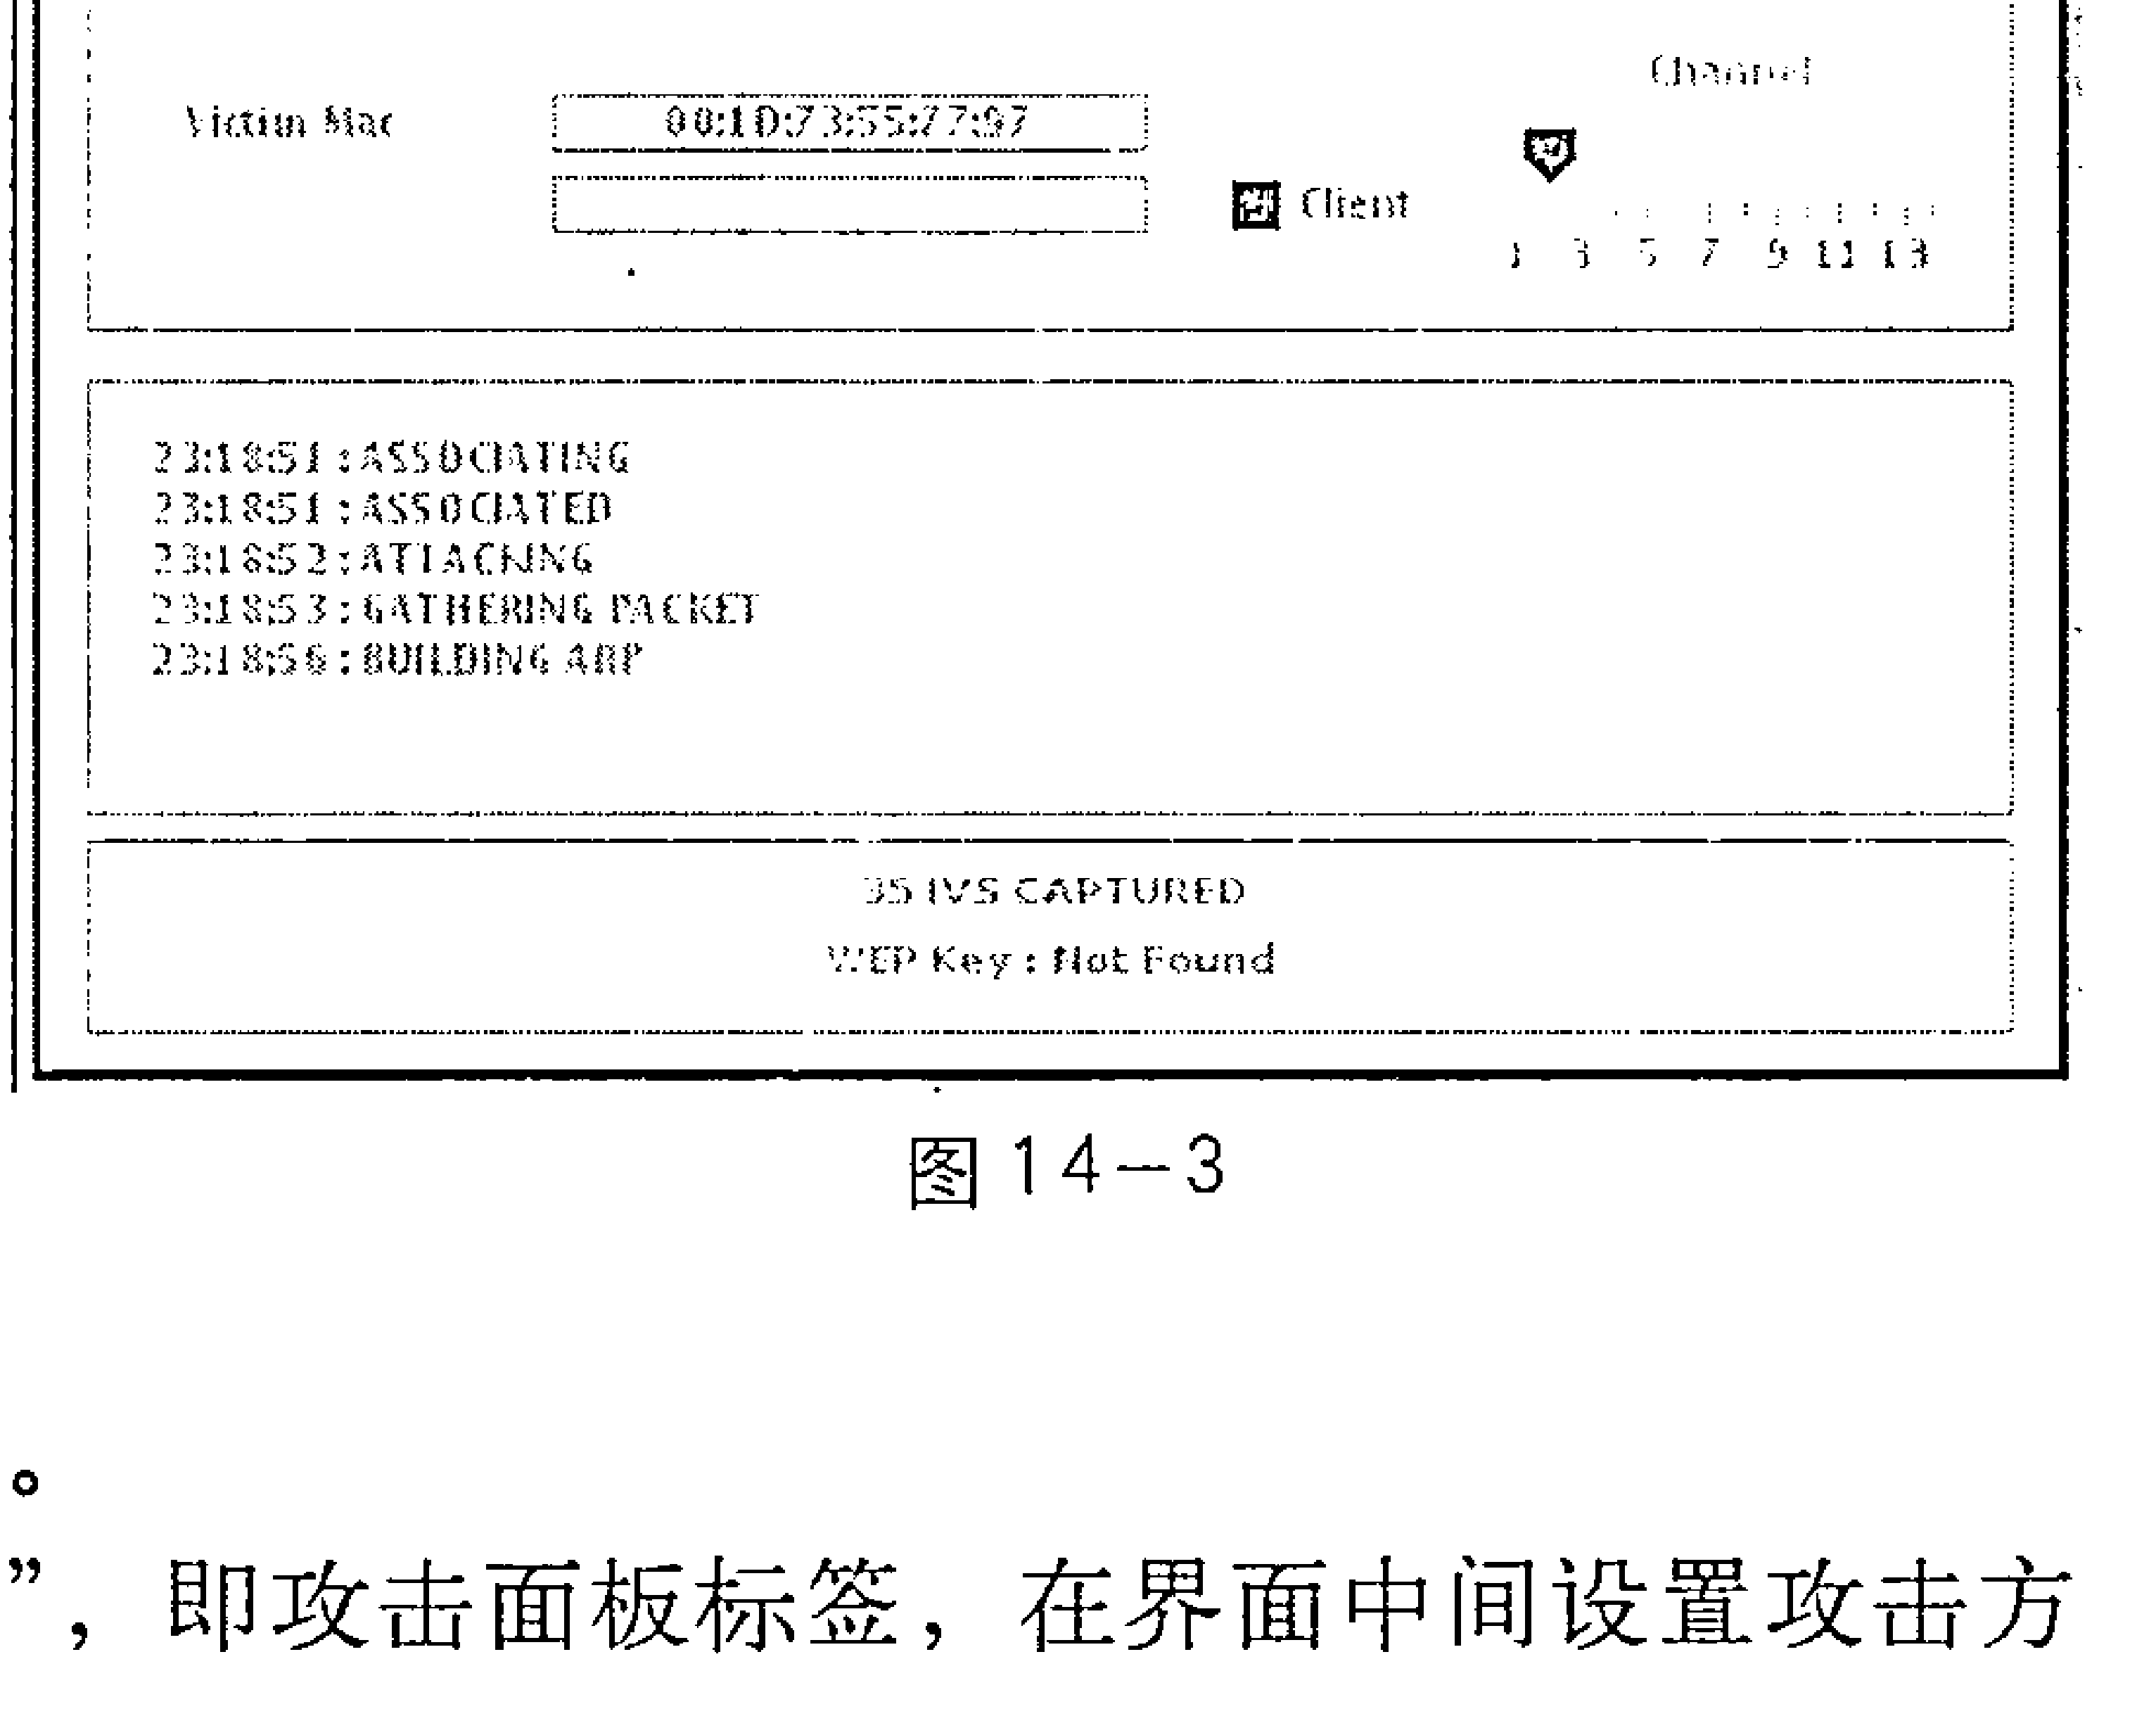 Channel
Victim Mac 00:1D:73:55:77:97
Client
1 3 5 7 9 11 13
23:18:51 : ASSOCIATING
23:18:51 : ASSOCIATED
23:18:52 : ATTACKING
23:18:53 : GATHERING PACKET
23:18:56 : BUILDING ARP
35 IVS CAPTURED
WEP Key : Not Found
图14-3
。
”，即攻击面板标签，在界面中间设置攻击方